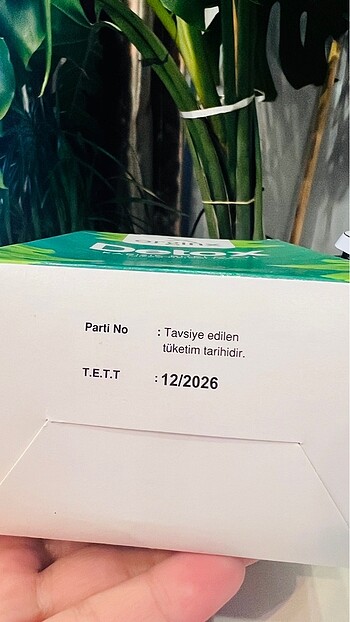 Detox
Parti No : Tavsiye edilen
tüketim tarihidir.
T.E.T.T : 12/2026